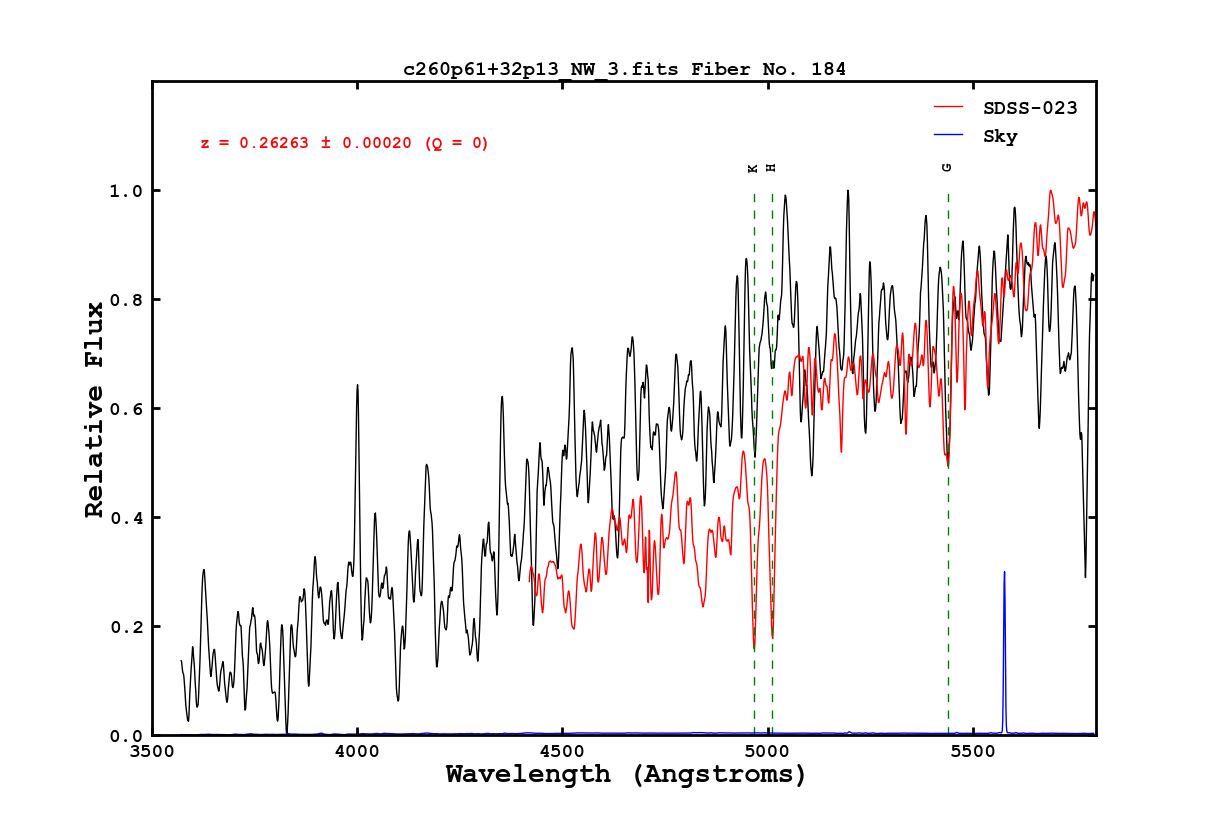 c260p61+32p13_NW_3.fits Fiber No. 184
SDSS-023
Sky
z = 0.26263 ± 0.00020 (Q = 0)
K H G
1.0
0.8
0.6
0.4
0.2
0.0
Relative Flux
3500 4000 4500 5000 5500
Wavelength (Angstroms)